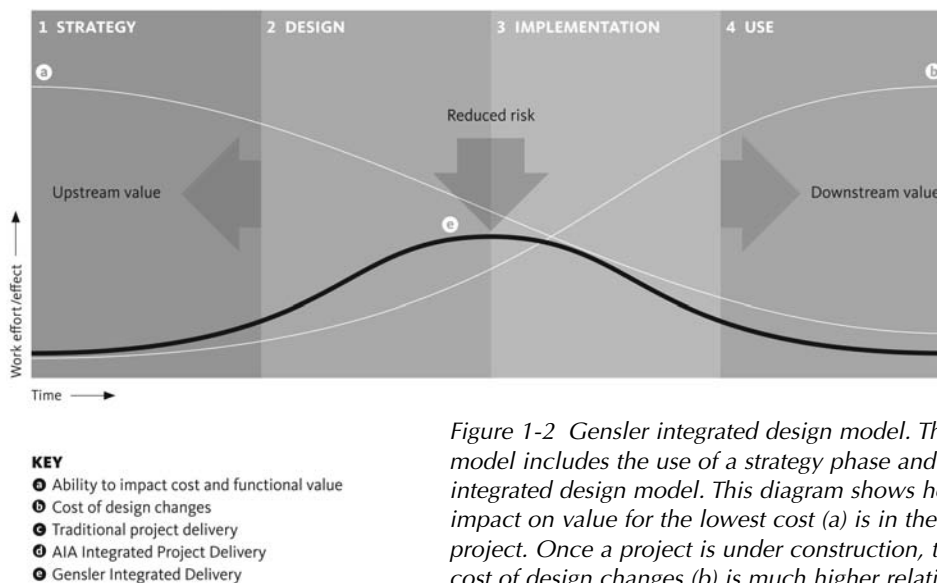 1 STRATEGY
2 DESIGN
3 IMPLEMENTATION
4 USE
a
b
Reduced risk
Upstream value
Downstream value
e
Work effort/effect
Time
KEY
a Ability to impact cost and functional value
b Cost of design changes
c Traditional project delivery
d AIA Integrated Project Delivery
e Gensler Integrated Delivery
Figure 1-2 Gensler integrated design model. Th
model includes the use of a strategy phase and
integrated design model. This diagram shows h
impact on value for the lowest cost (a) is in the
project. Once a project is under construction, t
cost of design changes (b) is much higher relati